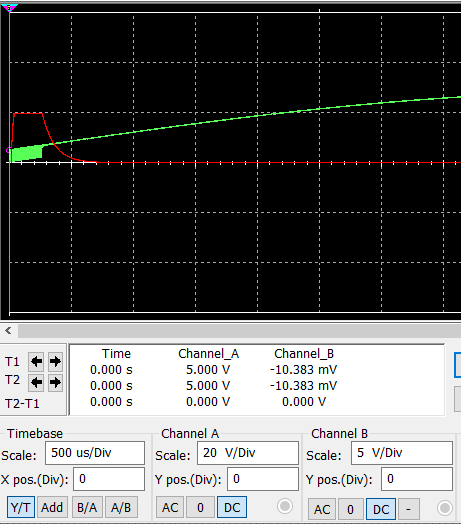 Time Channel_A Channel_B
T1 0.000 s 5.000 V -10.383 mV
T2 0.000 s 5.000 V -10.383 mV
T2-T1 0.000 s 0.000 V 0.000 V
Timebase Channel A Channel B
Scale: 500 us/Div Scale: 20 V/Div Scale: 5 V/Div
X pos.(Div): 0 Y pos.(Div): 0 Y pos.(Div): 0
Y/T Add B/A A/B AC 0 DC AC 0 DC -